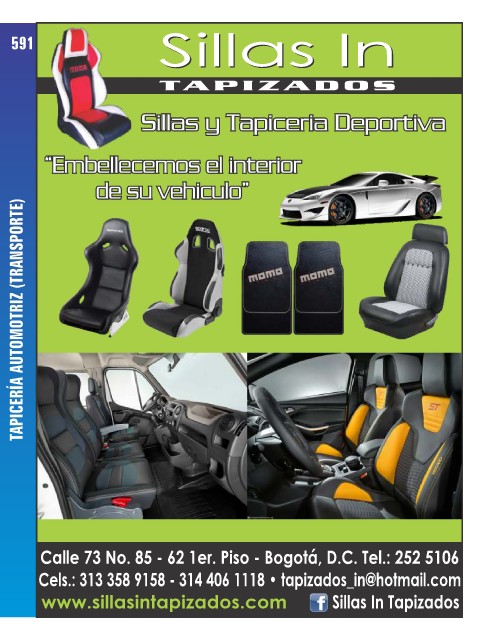 591
TAPICERÍA AUTOMOTRIZ (TRANSPORTE)
Sillas In
TAPIZADOS
Sillas y Tapiceria Deportiva
“Embellecemos el interior
de su vehiculo”
SPARCO
momo
momo
ST
Calle 73 No. 85 - 62 1er. Piso - Bogotá, D.C. Tel.: 252 5106
Cels.: 313 358 9158 - 314 406 1118 • tapizados_in@hotmail.com
www.sillasintapizados.com
f Sillas In Tapizados